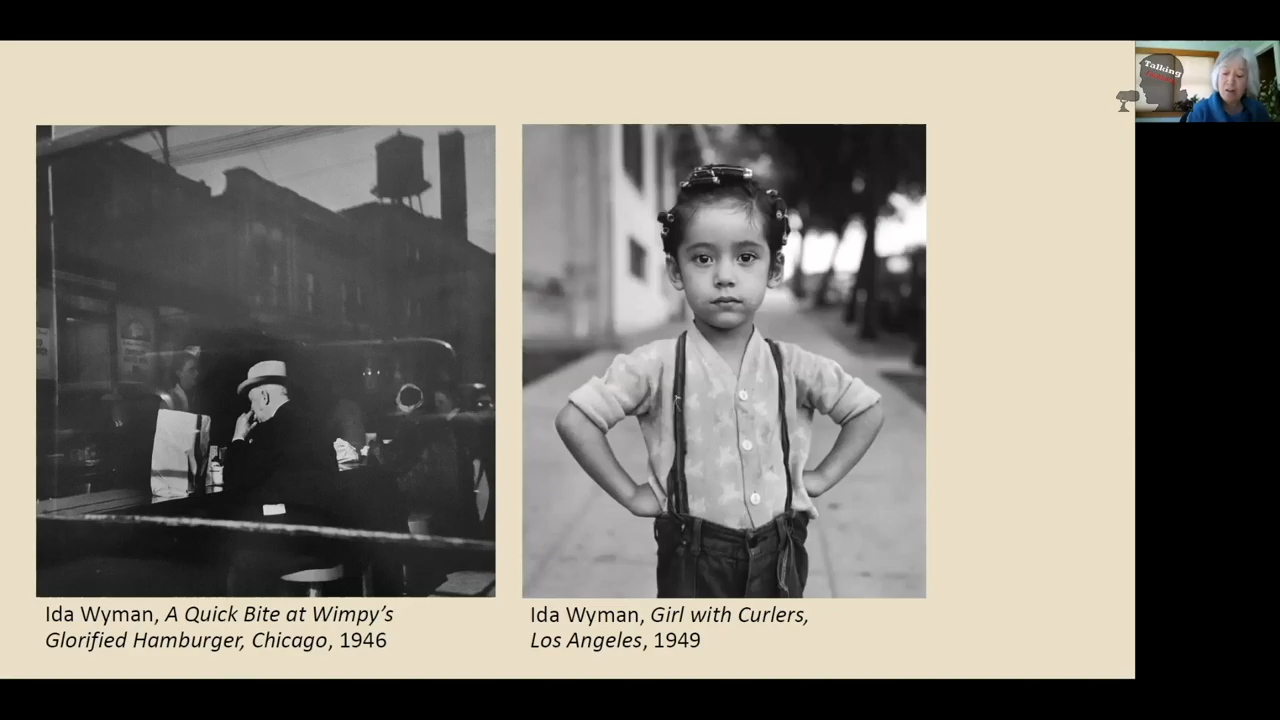 Talking
Ida Wyman, A Quick Bite at Wimpy's
Glorified Hamburger, Chicago, 1946
Ida Wyman, Girl with Curlers,
Los Angeles, 1949